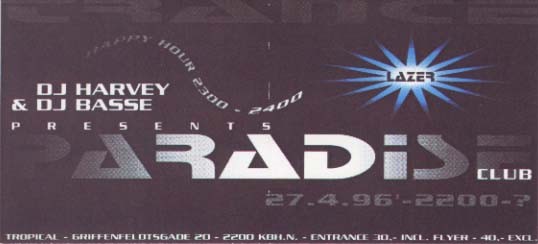 TRANCE
HAPPY HOUR 2300 - 2400
LAZER
DJ HARVEY
& DJ BASSE
PRESENTS
PARADiSE
CLUB
27.4.96'-2200-?
TROPICAL - GRIFFENFELDTSGADE 20 - 2200 KBH.N. - ENTRANCE 30,- INCL. FLYER - 40,- EXCL.